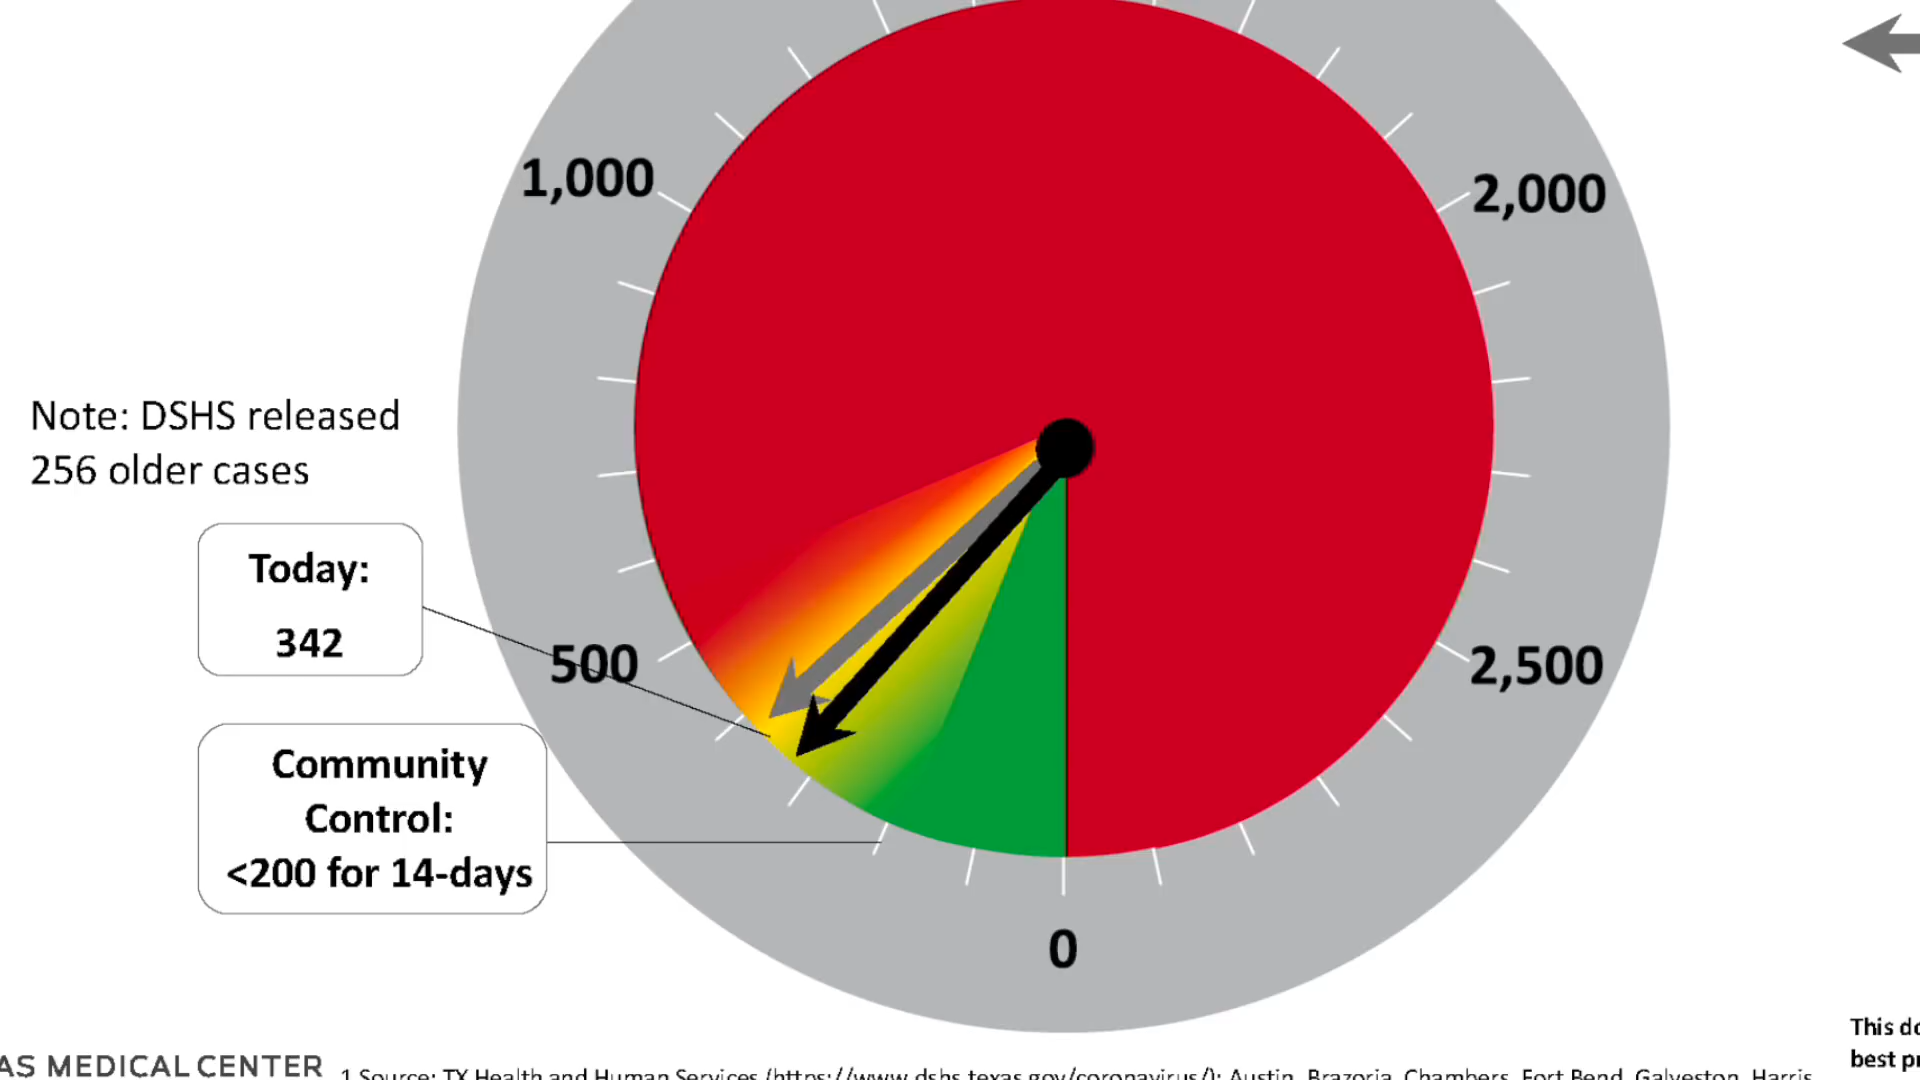 1,000
2,000
Note: DSHS released
256 older cases
Today:
342
500
2,500
Community
Control:
<200 for 14-days
0
This
best
AS MEDICAL CENTER
1 Source: TX Health and Human Services (https://www.dshs.texas.gov/coronavirus/); Austin, Brazoria, Chambers, Fort Bend, Galveston, Harris